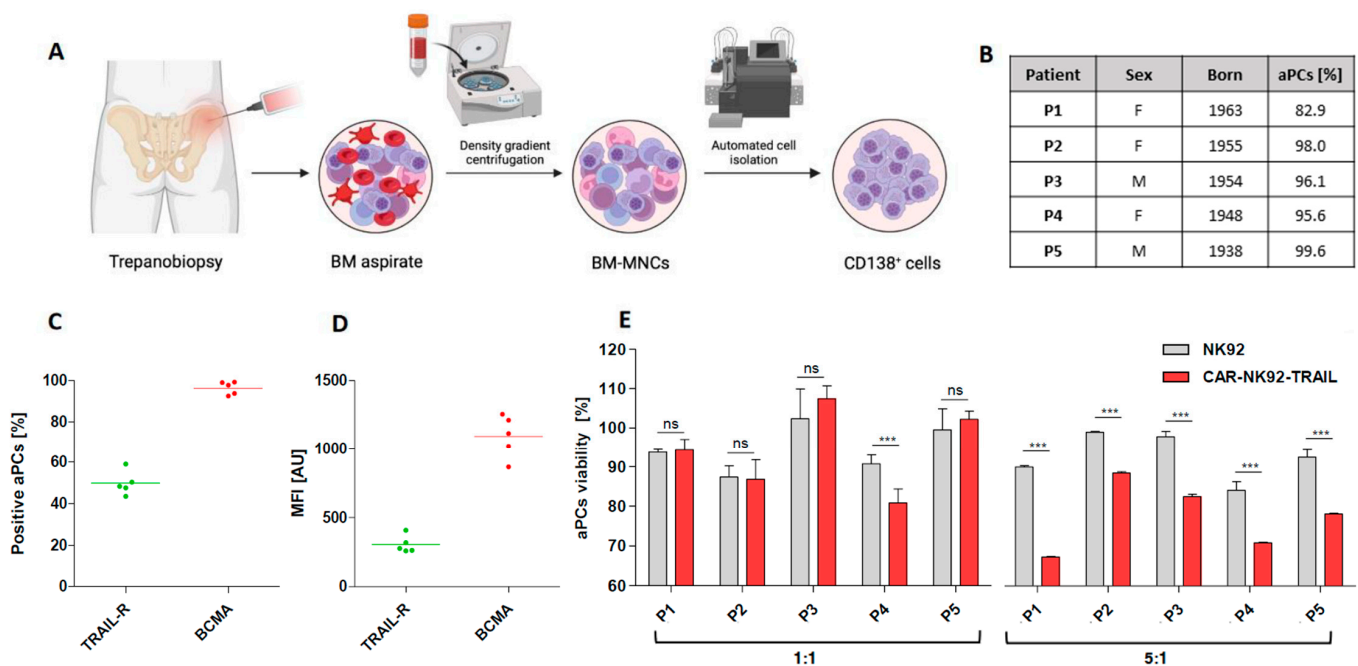 A
Density gradient
centrifugation
Automated cell
isolation
Trepanobiopsy
BM aspirate
BM-MNCs
CD138⁺ cells
B
Patient Sex Born aPCs [%]
P1 F 1963 82.9
P2 F 1955 98.0
P3 M 1954 96.1
P4 F 1948 95.6
P5 M 1938 99.6
C
Positive aPCs [%]
100
80
60
40
20
0
TRAIL-R
BCMA
D
MFI [AU]
1500
1000
500
0
TRAIL-R
BCMA
E
NK92
CAR-NK92-TRAIL
aPCs viability [%]
120
110
100
90
80
70
60
ns
ns
ns
***
ns
***
***
***
***
***
P1 P2 P3 P4 P5
P1 P2 P3 P4 P5
1:1
5:1